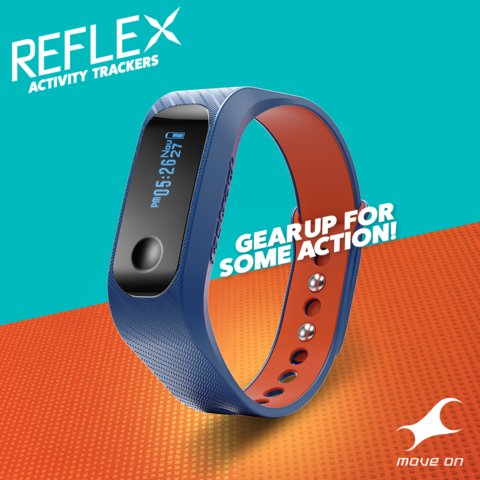 REFLEX
ACTIVITY TRACKERS
PM 05:26 Nov 27
GEAR UP FOR
SOME ACTION!
move on